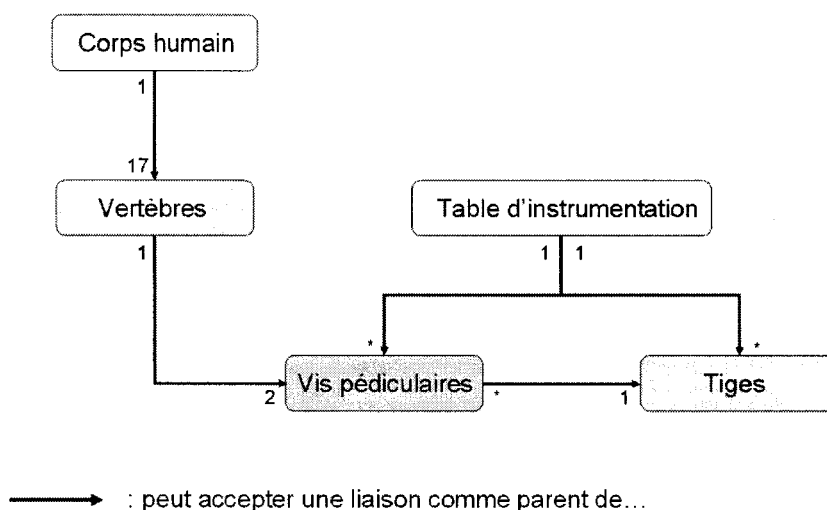 Corps humain
1
17
Vertèbres
Table d'instrumentation
1
1 1
* *
2 Vis pédiculaires * 1 Tiges
: peut accepter une liaison comme parent de...